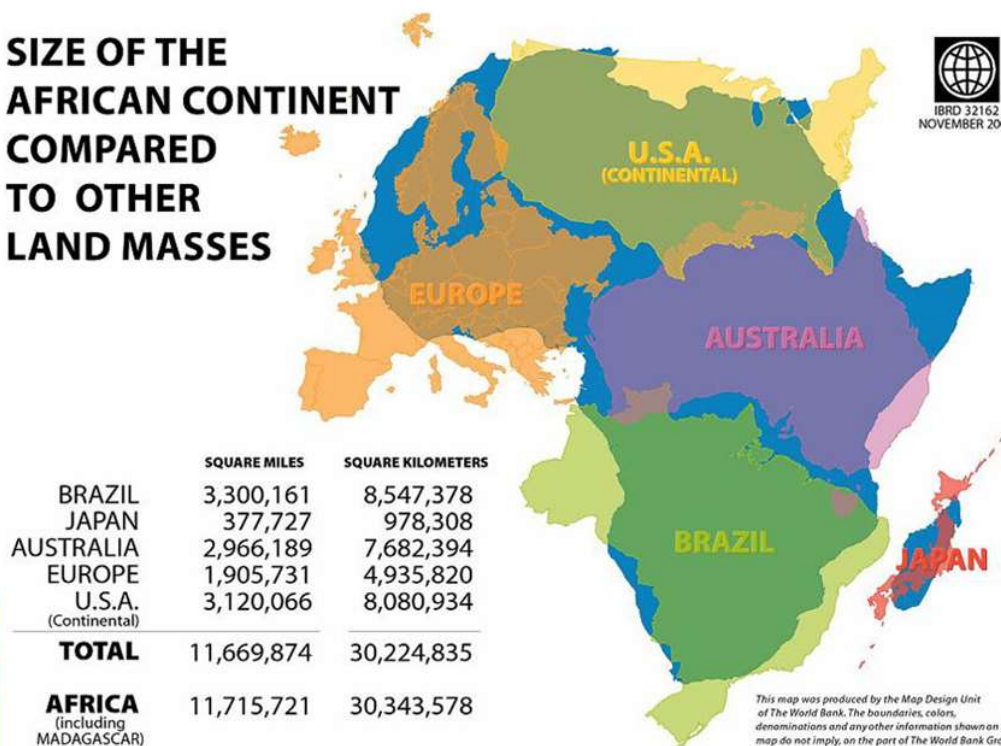 SIZE OF THE
AFRICAN CONTINENT
COMPARED
TO OTHER
LAND MASSES
IBRD 32162
NOVEMBER 20
U.S.A.
(CONTINENTAL)
EUROPE
AUSTRALIA
BRAZIL
JAPAN
SQUARE MILES SQUARE KILOMETERS
BRAZIL 3,300,161 8,547,378
JAPAN 377,727 978,308
AUSTRALIA 2,966,189 7,682,394
EUROPE 1,905,731 4,935,820
U.S.A. 3,120,066 8,080,934
(Continental)
TOTAL 11,669,874 30,224,835
AFRICA 11,715,721 30,343,578
(including
MADAGASCAR)
This map was produced by the Map Design Unit
of The World Bank. The boundaries, colors,
denominations and any other information shown on
map do not imply, on the part of The World Bank Gro